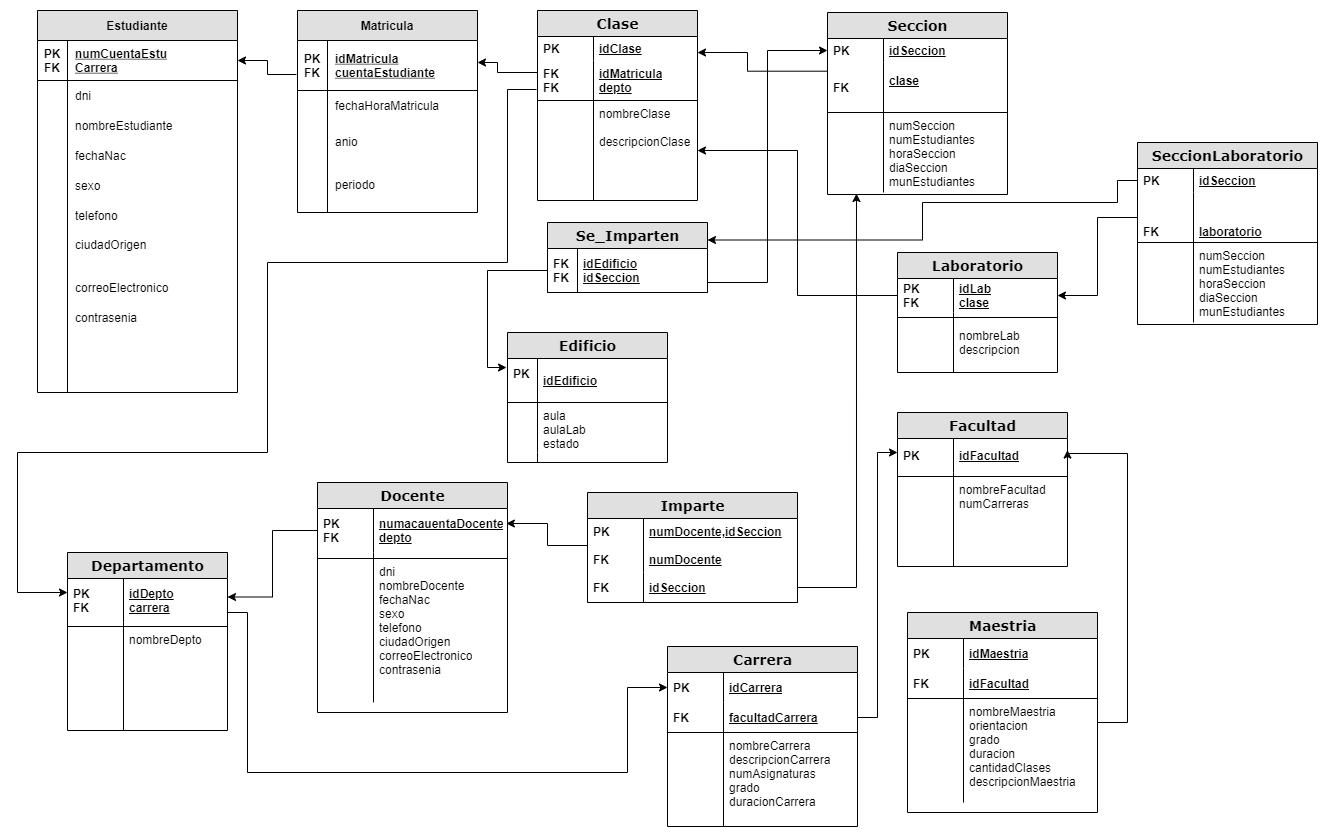 Estudiante
PK numCuentaEstu
FK Carrera
dni
nombreEstudiante
fechaNac
sexo
telefono
ciudadOrigen
correoElectronico
contrasenia
Matricula
PK idMatricula
FK cuentaEstudiante
fechaHoraMatricula
anio
periodo
Clase
PK idClase
FK idMatricula
FK depto
nombreClase
descripcionClase
Seccion
PK idSeccion
FK clase
numSeccion
numEstudiantes
horaSeccion
diaSeccion
munEstudiantes
SeccionLaboratorio
PK idSeccion
FK laboratorio
numSeccion
numEstudiantes
horaSeccion
diaSeccion
munEstudiantes
Se_Imparten
FK idEdificio
FK idSeccion
Laboratorio
PK idLab
FK clase
nombreLab
descripcion
Edificio
PK idEdificio
aula
aulaLab
estado
Facultad
PK idFacultad
nombreFacultad
numCarreras
Docente
PK numacauentaDocente
FK depto
dni
nombreDocente
fechaNac
sexo
telefono
ciudadOrigen
correoElectronico
contrasenia
Imparte
PK numDocente,idSeccion
FK numDocente
FK idSeccion
Departamento
PK idDepto
FK carrera
nombreDepto
Carrera
PK idCarrera
FK facultadCarrera
nombreCarrera
descripcionCarrera
numAsignaturas
grado
duracionCarrera
Maestria
PK idMaestria
FK idFacultad
nombreMaestria
orientacion
grado
duracion
cantidadClases
descripcionMaestria